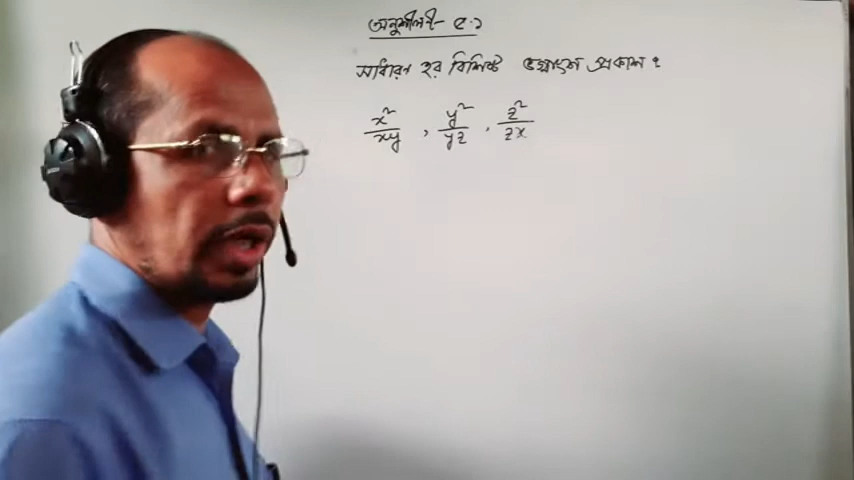 অনুশীলনী- ৫.১
সাধারণ হর বিশিষ্ট ভগ্নাংশে প্রকাশ ঃ
x²/xy , y²/yz , z²/zx